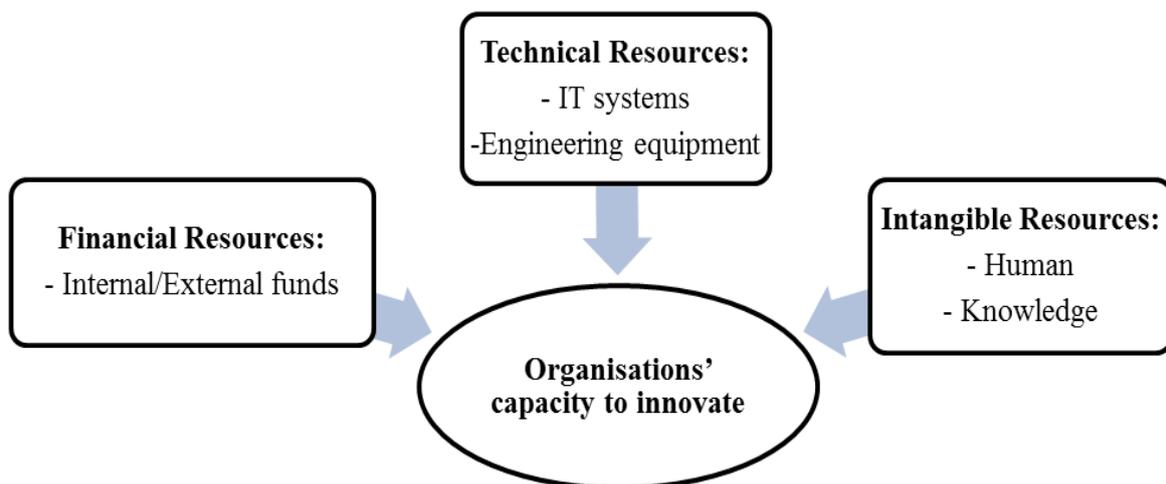 Technical Resources:
- IT systems
-Engineering equipment
Financial Resources:
- Internal/External funds
Intangible Resources:
- Human
- Knowledge
Organisations’
capacity to innovate